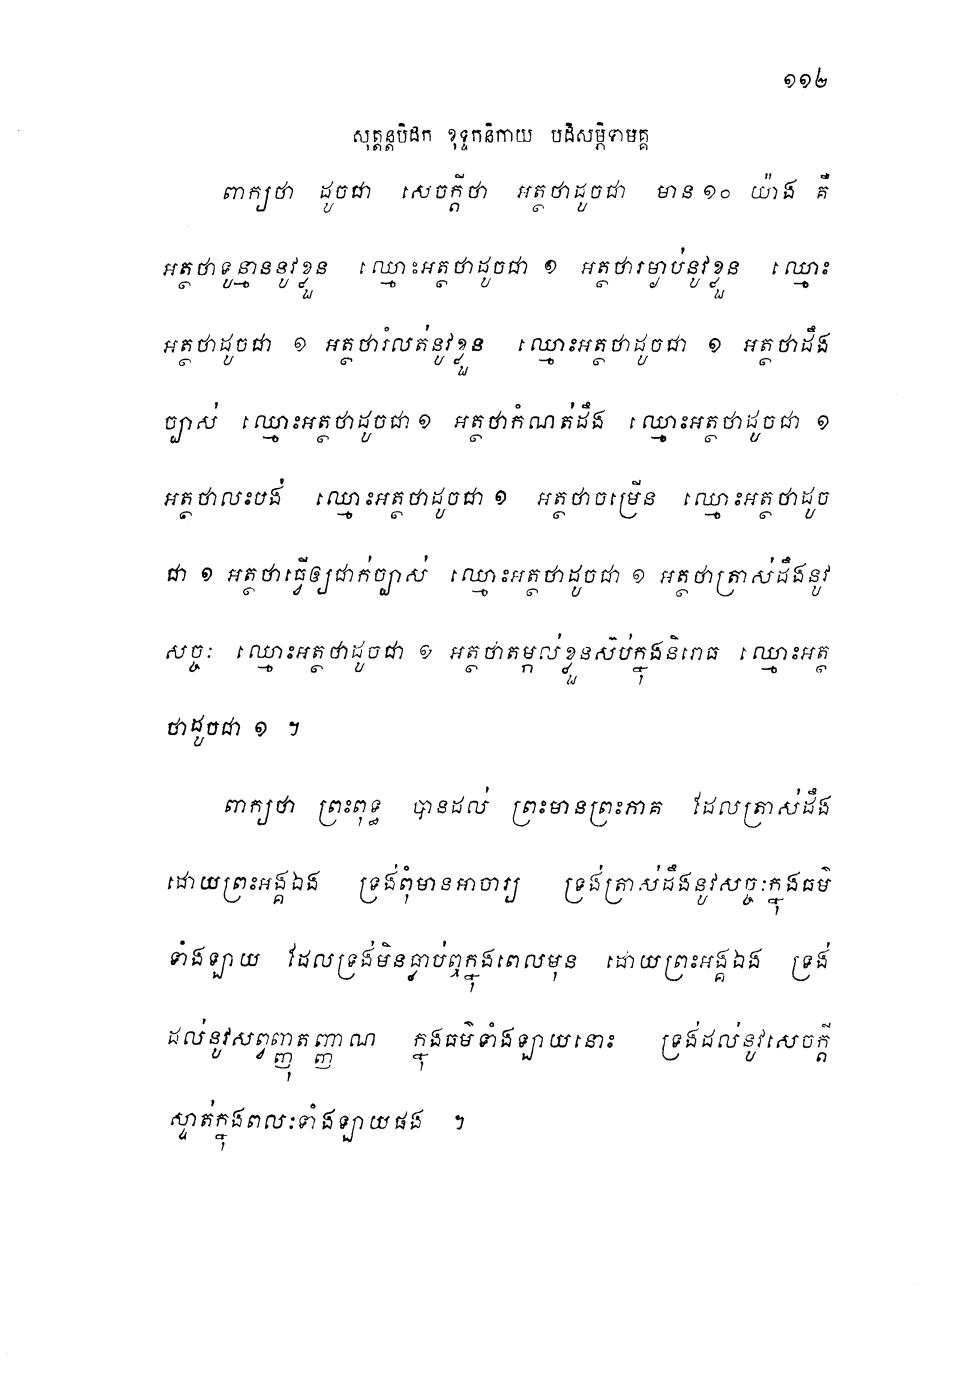 ១១២
សុត្តន្តបិដក ខុទ្ទកនិកាយ បដិសម្ភិទាមគ្គ
ពាក្យថា ដូចជា សេចក្តីថា អត្ថថាដូចជា មាន ១០ យ៉ាង គឺ
អត្ថថាទូន្មាននូវខ្លួន ឈ្មោះអត្ថថាដូចជា ១ អត្ថថារម្ងាប់នូវខ្លួន ឈ្មោះ
អត្ថថាដូចជា ១ អត្ថថារំលត់នូវខ្លួន ឈ្មោះអត្ថថាដូចជា ១ អត្ថថាដឹង
ច្បាស់ ឈ្មោះអត្ថថាដូចជា ១ អត្ថថាកំណត់ដឹង ឈ្មោះអត្ថថាដូចជា ១
អត្ថថាលះបង់ ឈ្មោះអត្ថថាដូចជា ១ អត្ថថាចម្រើន ឈ្មោះអត្ថថាដូច
ជា ១ អត្ថថាធ្វើឲ្យជាក់ច្បាស់ ឈ្មោះអត្ថថាដូចជា ១ អត្ថថាត្រាស់ដឹងនូវ
សច្ចៈ ឈ្មោះអត្ថថាដូចជា ១ អត្ថថាតម្កល់ខ្លួនស៊ប់ក្នុងនិរោធ ឈ្មោះអត្ថ
ថាដូចជា ១ ។
ពាក្យថា ព្រះពុទ្ធ បានដល់ ព្រះមានព្រះភាគ ដែលត្រាស់ដឹង
ដោយព្រះអង្គឯង ទ្រង់ពុំមានអាចារ្យ ទ្រង់ត្រាស់ដឹងនូវសច្ចៈក្នុងធម៌
ទាំងឡាយ ដែលទ្រង់មិនធ្លាប់ឮក្នុងពេលមុន ដោយព្រះអង្គឯង ទ្រង់
ដល់នូវសព្វញ្ញុតញ្ញាណ ក្នុងធម៌ទាំងឡាយនោះ ទ្រង់ដល់នូវសេចក្តី
ស្ទាត់ក្នុងពលៈទាំងឡាយផង ។